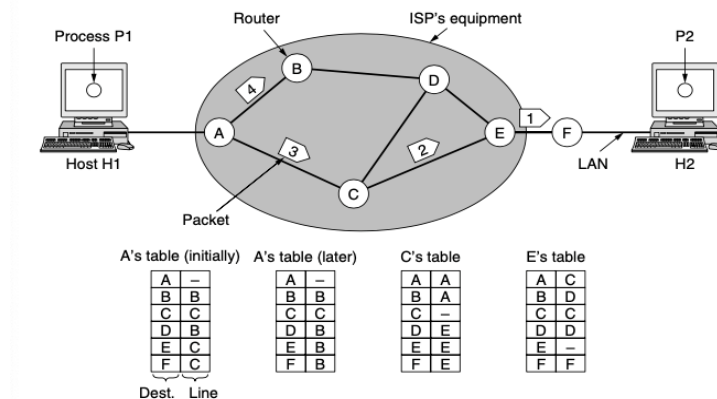 Router
ISP's equipment
Process P1
P2
B
D
4
1
A
E
F
3
2
Host H1
LAN
H2
C
Packet
A's table (initially)
A's table (later)
C's table
E's table
A –
B B
C C
D B
E C
F C
A –
B B
C C
D B
E B
F B
A A
B A
C –
D E
E E
F E
A C
B D
C C
D D
E –
F F
Dest. Line